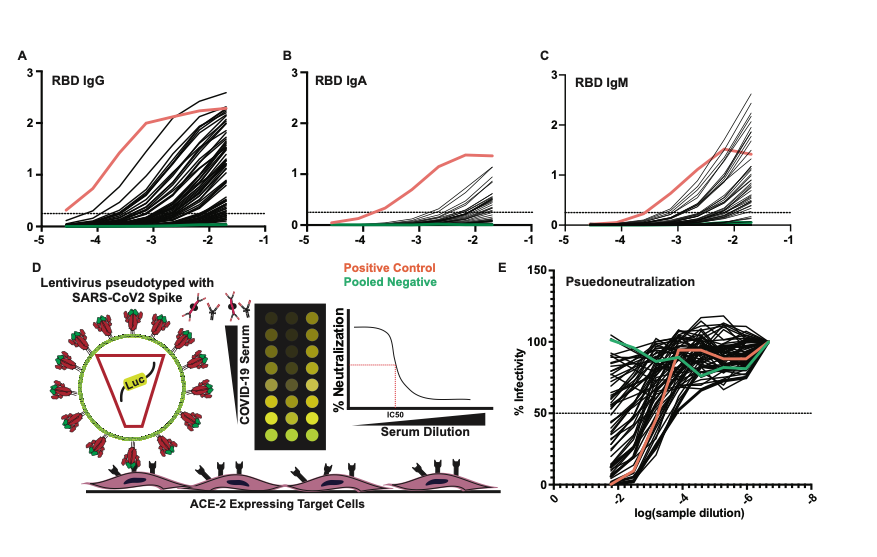 A
RBD IgG
3
2
1
0
-5
-4
-3
-2
-1
B
RBD IgA
3
2
1
0
-5
-4
-3
-2
-1
C
RBD IgM
3
2
1
0
-5
-4
-3
-2
-1
D
Lentivirus pseudotyped with
SARS-CoV2 Spike
Luc
COVID-19 Serum
Positive Control
Pooled Negative
% Neutralization
IC50
Serum Dilution
ACE-2 Expressing Target Cells
E
Psuedoneutralization
% Infectivity
150
100
50
0
0
-2
-4
-6
-8
log(sample dilution)